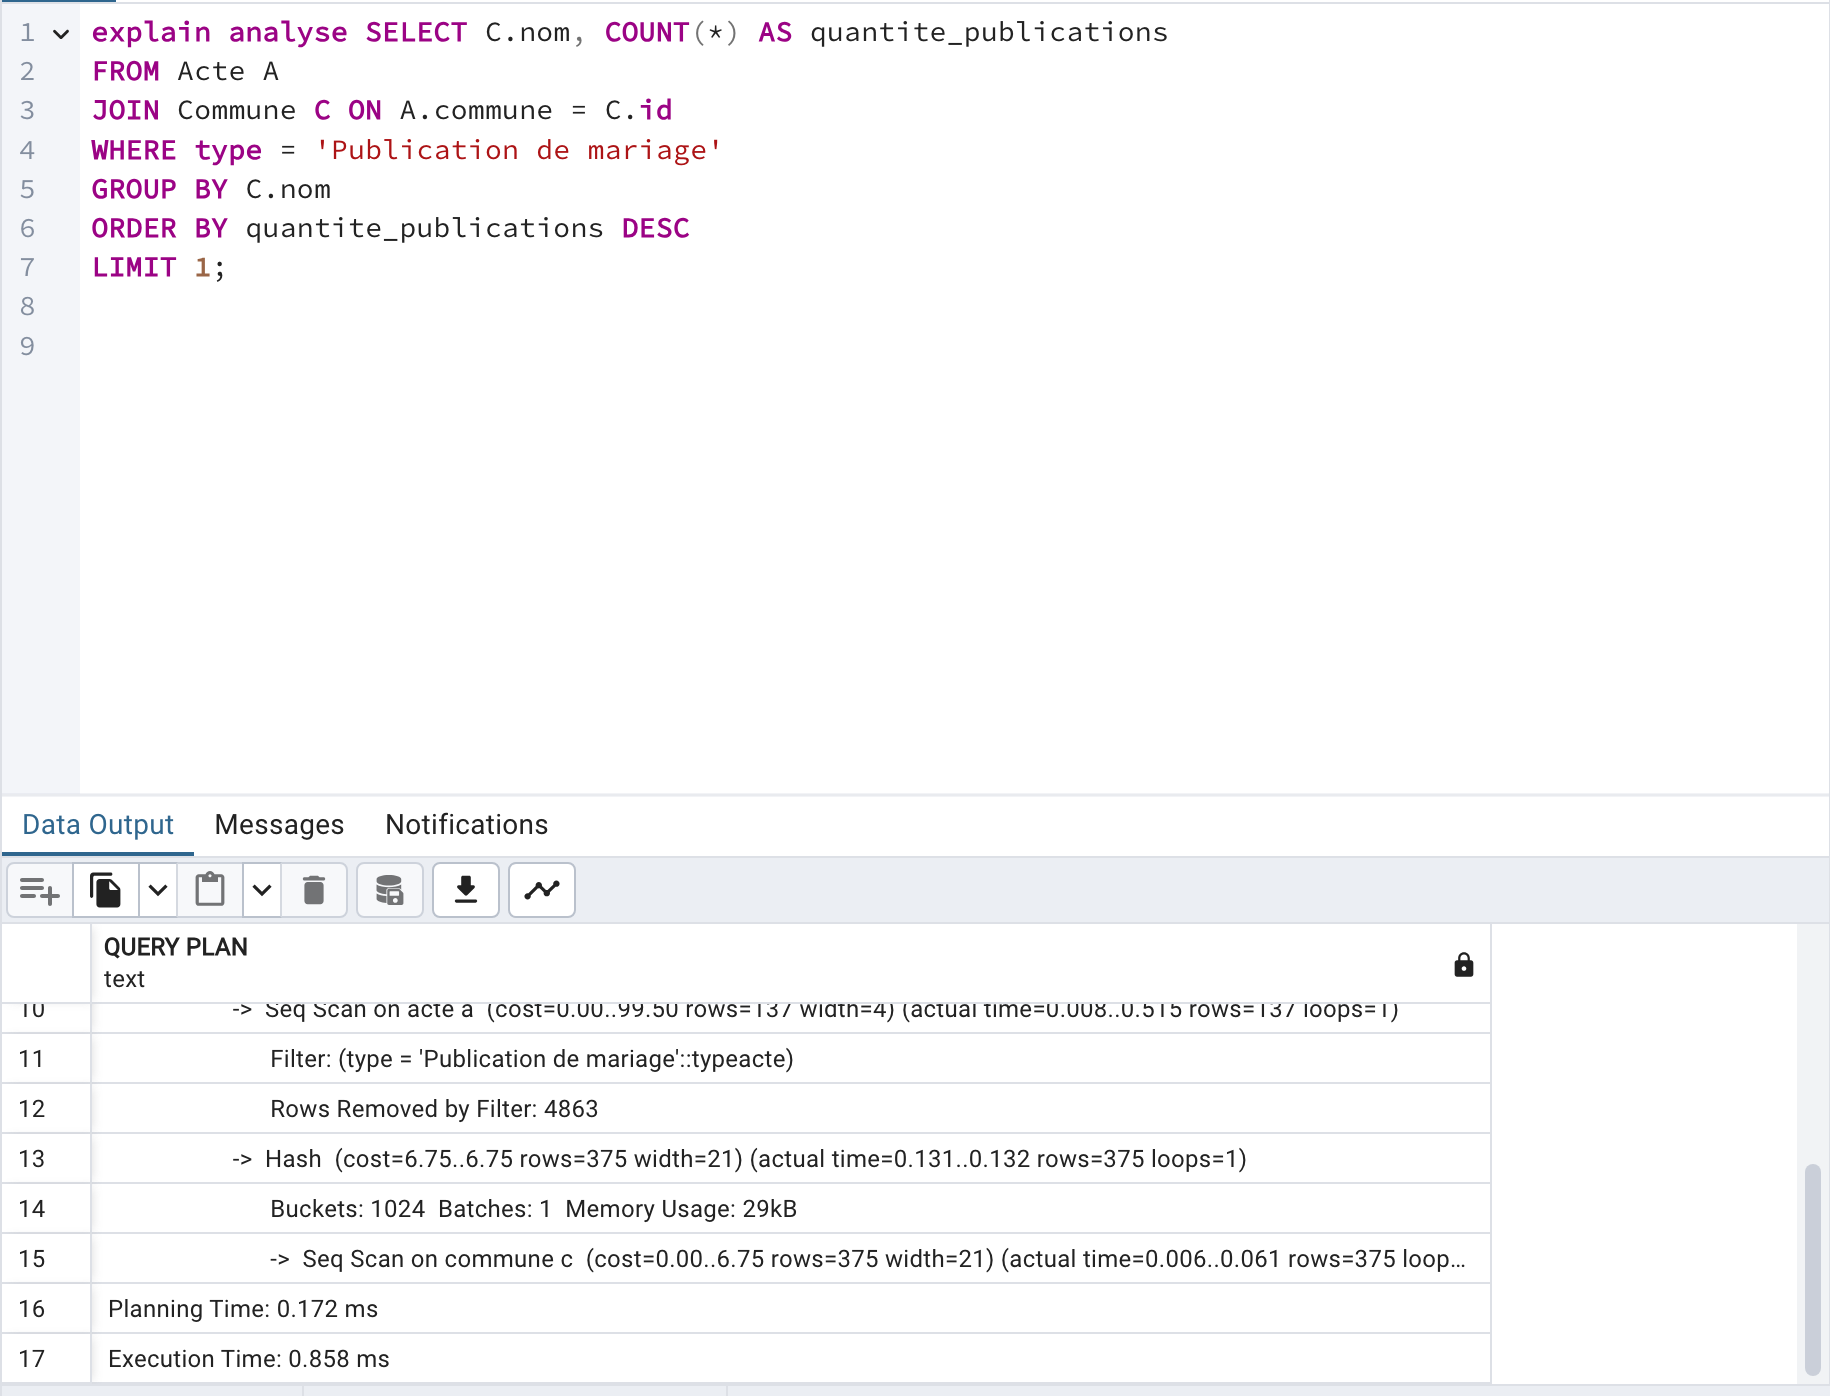 1 explain analyse SELECT C.nom, COUNT(*) AS quantite_publications
2 FROM Acte A
3 JOIN Commune C ON A.commune = C.id
4 WHERE type = 'Publication de mariage'
5 GROUP BY C.nom
6 ORDER BY quantite_publications DESC
7 LIMIT 1;
8
9
Data Output Messages Notifications
QUERY PLAN
text
10 -> Seq Scan on acte a (cost=0.00..99.50 rows=137 width=4) (actual time=0.008..0.515 rows=137 loops=1)
11 Filter: (type = 'Publication de mariage'::typeacte)
12 Rows Removed by Filter: 4863
13 -> Hash (cost=6.75..6.75 rows=375 width=21) (actual time=0.131..0.132 rows=375 loops=1)
14 Buckets: 1024 Batches: 1 Memory Usage: 29kB
15 -> Seq Scan on commune c (cost=0.00..6.75 rows=375 width=21) (actual time=0.006..0.061 rows=375 loop...
16 Planning Time: 0.172 ms
17 Execution Time: 0.858 ms